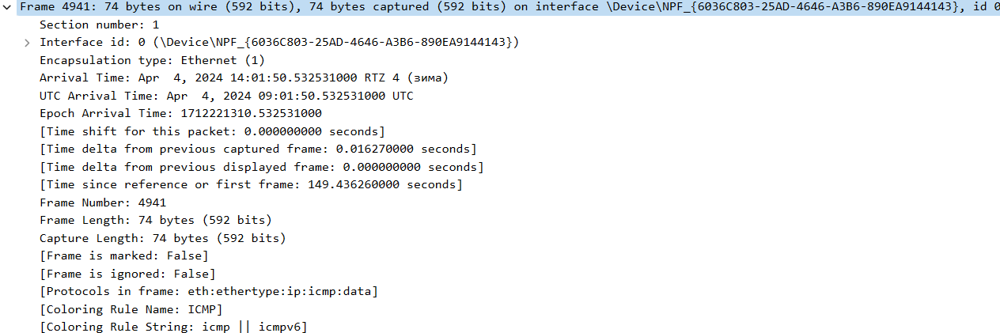 Frame 4941: 74 bytes on wire (592 bits), 74 bytes captured (592 bits) on interface \Device\NPF_{6036C803-25AD-4646-A3B6-890EA9144143}, id 0
Section number: 1
Interface id: 0 (\Device\NPF_{6036C803-25AD-4646-A3B6-890EA9144143})
Encapsulation type: Ethernet (1)
Arrival Time: Apr  4, 2024 14:01:50.532531000 RTZ 4 (зима)
UTC Arrival Time: Apr  4, 2024 09:01:50.532531000 UTC
Epoch Arrival Time: 1712221310.532531000
[Time shift for this packet: 0.000000000 seconds]
[Time delta from previous captured frame: 0.016270000 seconds]
[Time delta from previous displayed frame: 0.000000000 seconds]
[Time since reference or first frame: 149.436260000 seconds]
Frame Number: 4941
Frame Length: 74 bytes (592 bits)
Capture Length: 74 bytes (592 bits)
[Frame is marked: False]
[Frame is ignored: False]
[Protocols in frame: eth:ethertype:ip:icmp:data]
[Coloring Rule Name: ICMP]
[Coloring Rule String: icmp || icmpv6]